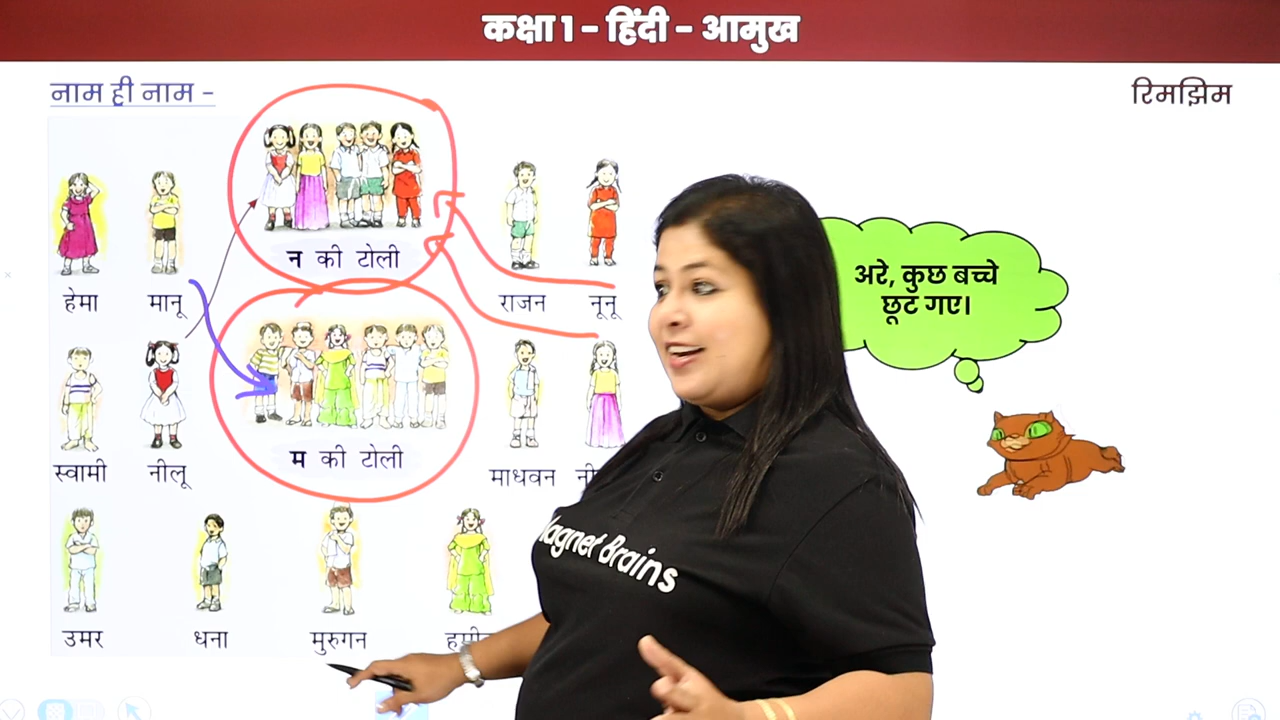 कक्षा 1 - हिंदी - आमुख
नाम ही नाम -
रिमझिम
न की टोली
हेमा
मानू
राजन
नूनू
अरे, कुछ बच्चे
छूट गए।
म की टोली
स्वामी
नीलू
माधवन
उमर
धना
मुरुगन
Magnet Brains